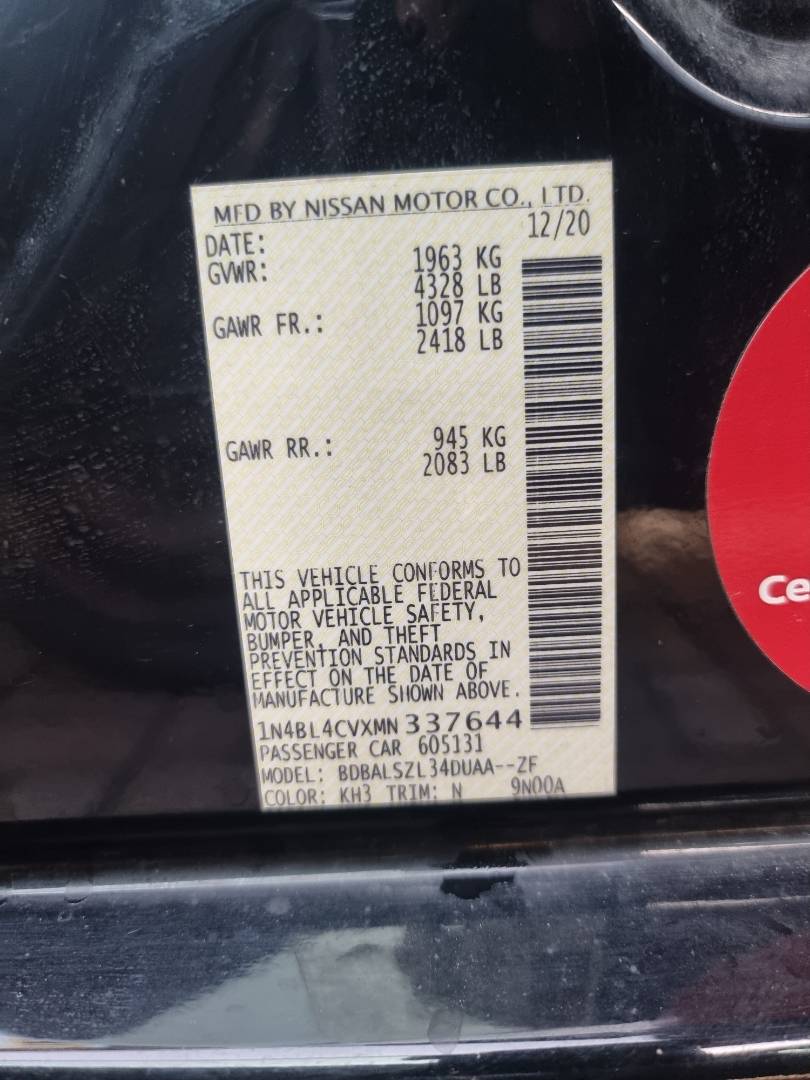 MFD BY NISSAN MOTOR CO., LTD.
DATE: 12/20
GVWR: 1963 KG
4328 LB
GAWR FR.: 1097 KG
2418 LB
GAWR RR.: 945 KG
2083 LB
THIS VEHICLE CONFORMS TO
ALL APPLICABLE FEDERAL
MOTOR VEHICLE SAFETY,
BUMPER, AND THEFT
PREVENTION STANDARDS IN
EFFECT ON THE DATE OF
MANUFACTURE SHOWN ABOVE.
1N4BL4CVXMN337644
PASSENGER CAR 605131
MODEL: BDBALSZL34DUAA--ZF
COLOR: KH3 TRIM: N 9N00A
Ce